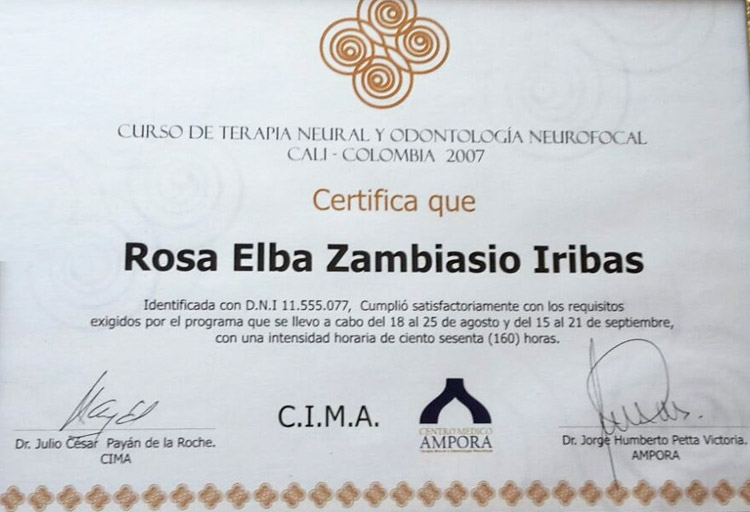 CURSO DE TERAPIA NEURAL Y ODONTOLOGÍA NEUROFOCAL
CALI - COLOMBIA 2007
Certifica que
Rosa Elba Zambiasio Iribas
Identificada con D.N.I 11.555.077, Cumplió satisfactoriamente con los requisitos
exigidos por el programa que se llevo a cabo del 18 al 25 de agosto y del 15 al 21 de septiembre,
con una intensidad horaria de ciento sesenta (160) horas.
C.I.M.A.
CENTRO MEDICO
AMPORA
Dr. Julio César Payán de la Roche.
CIMA
Dr. Jorge Humberto Petta Victoria.
AMPORA